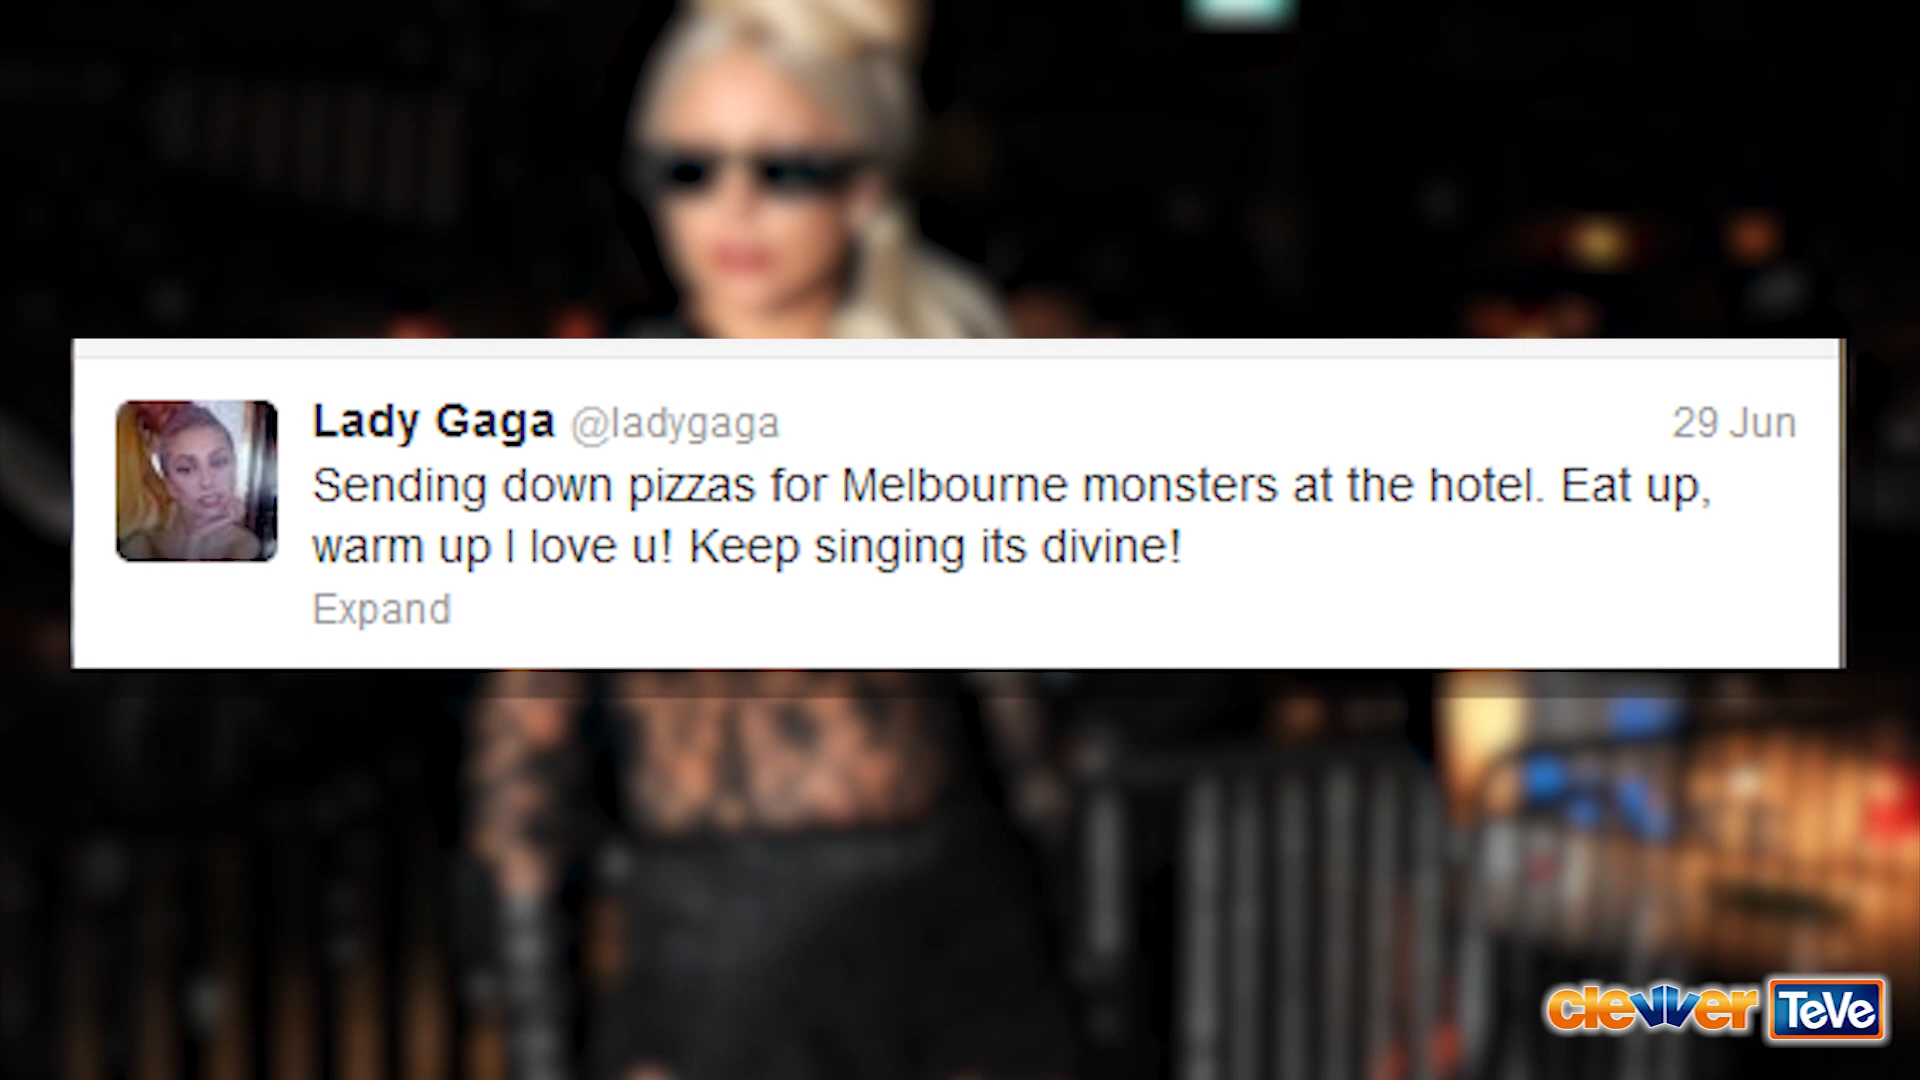 Lady Gaga @ladygaga 29 Jun
Sending down pizzas for Melbourne monsters at the hotel. Eat up,
warm up I love u! Keep singing its divine!
Expand
clevver TeVe